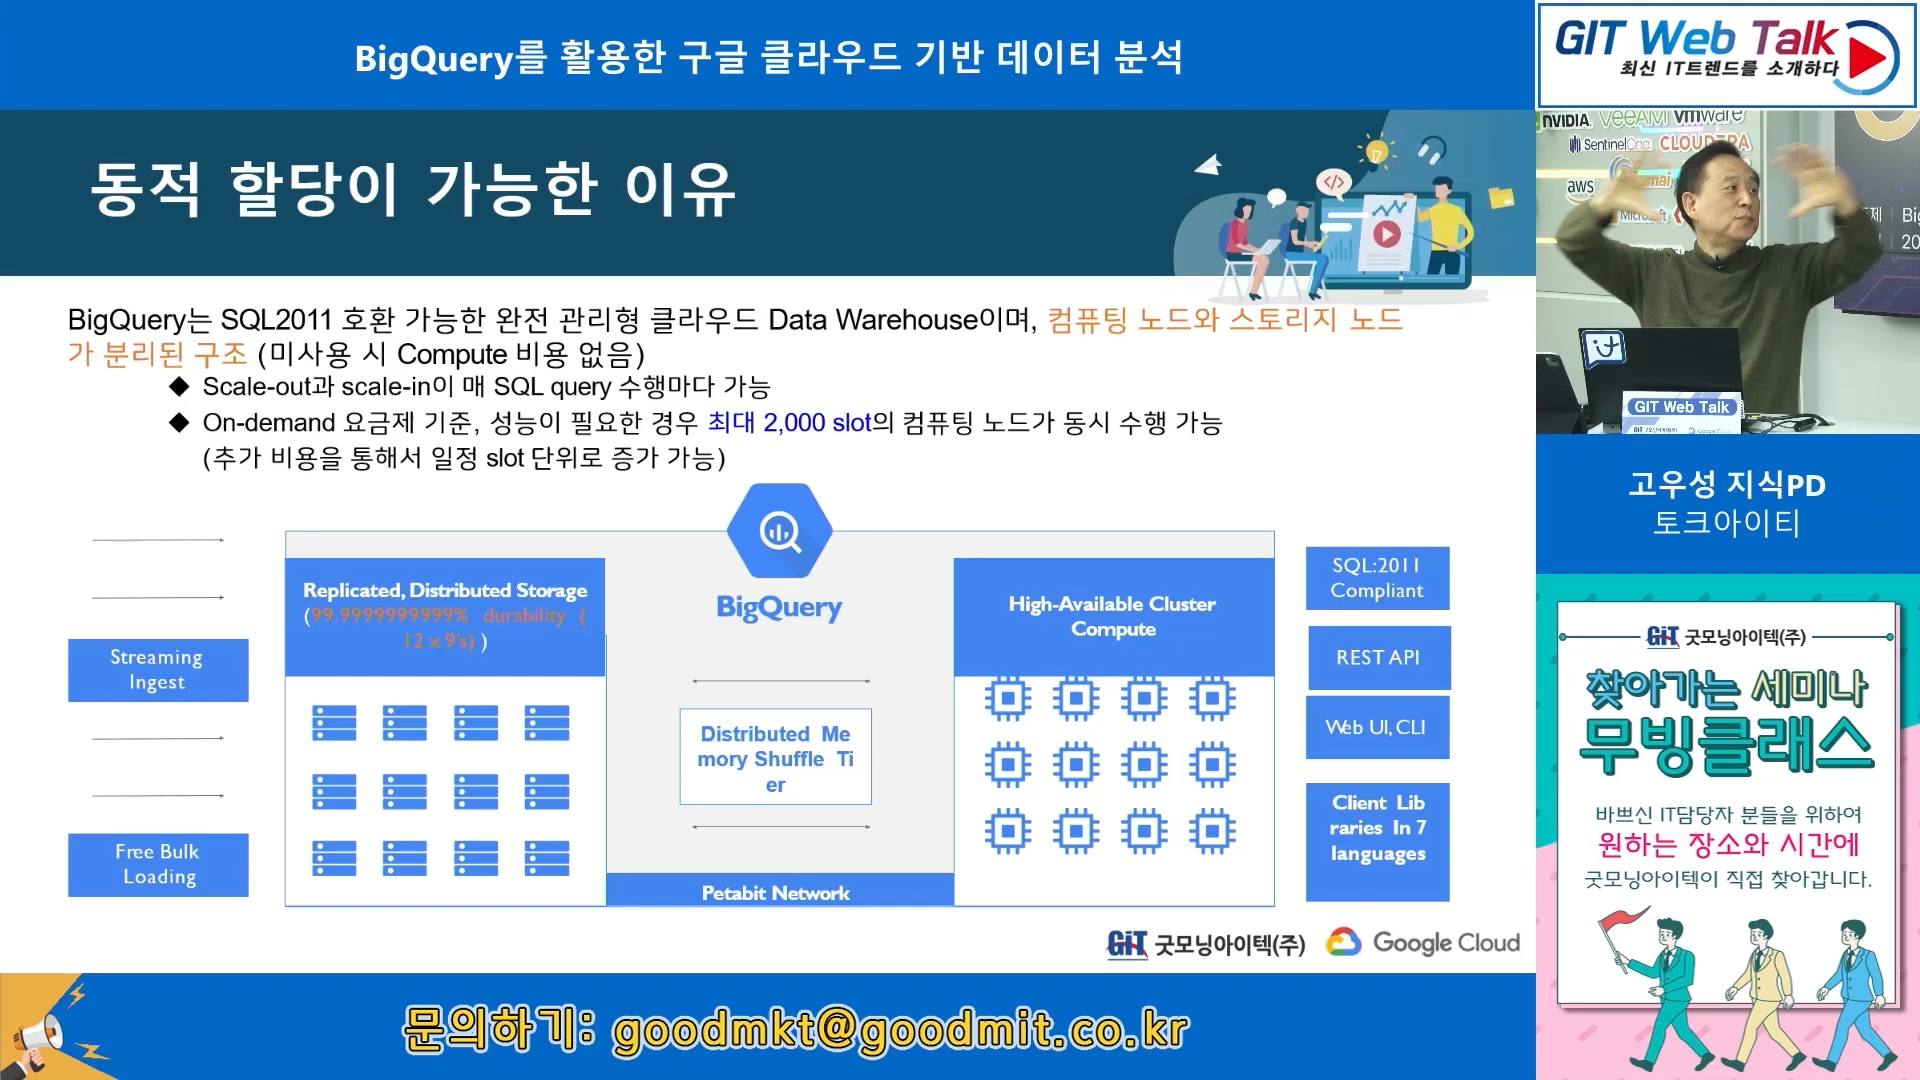 BigQuery를 활용한 구글 클라우드 기반 데이터 분석
GIT Web Talk
최신 IT트렌드를 소개하다
동적 할당이 가능한 이유
</>
BigQuery는 SQL2011 호환 가능한 완전 관리형 클라우드 Data Warehouse이며, 컴퓨팅 노드와 스토리지 노드
가 분리된 구조 (미사용 시 Compute 비용 없음)
◆ Scale-out과 scale-in이 매 SQL query 수행마다 가능
◆ On-demand 요금제 기준, 성능이 필요한 경우 최대 2,000 slot의 컴퓨팅 노드가 동시 수행 가능
(추가 비용을 통해서 일정 slot 단위로 증가 가능)
Streaming
Ingest
Free Bulk
Loading
Replicated, Distributed Storage
(99.9999999999% durability (
12 x 9's) )
BigQuery
Distributed Me
mory Shuffle Ti
er
Petabit Network
High-Available Cluster
Compute
SQL:2011
Compliant
REST API
Web UI, CLI
Client Lib
raries In 7
languages
GiT 굿모닝아이텍(주)
Google Cloud
문의하기: goodmkt@goodmit.co.kr
NVIDIA veeAM vmware
SentinelOne CLOUDERA
aws
Microsoft
GIT Web Talk
고우성 지식PD
토크아이티
GiT 굿모닝아이텍(주)
찾아가는 세미나
무빙클래스
바쁘신 IT담당자 분들을 위하여
원하는 장소와 시간에
굿모닝아이텍이 직접 찾아갑니다.